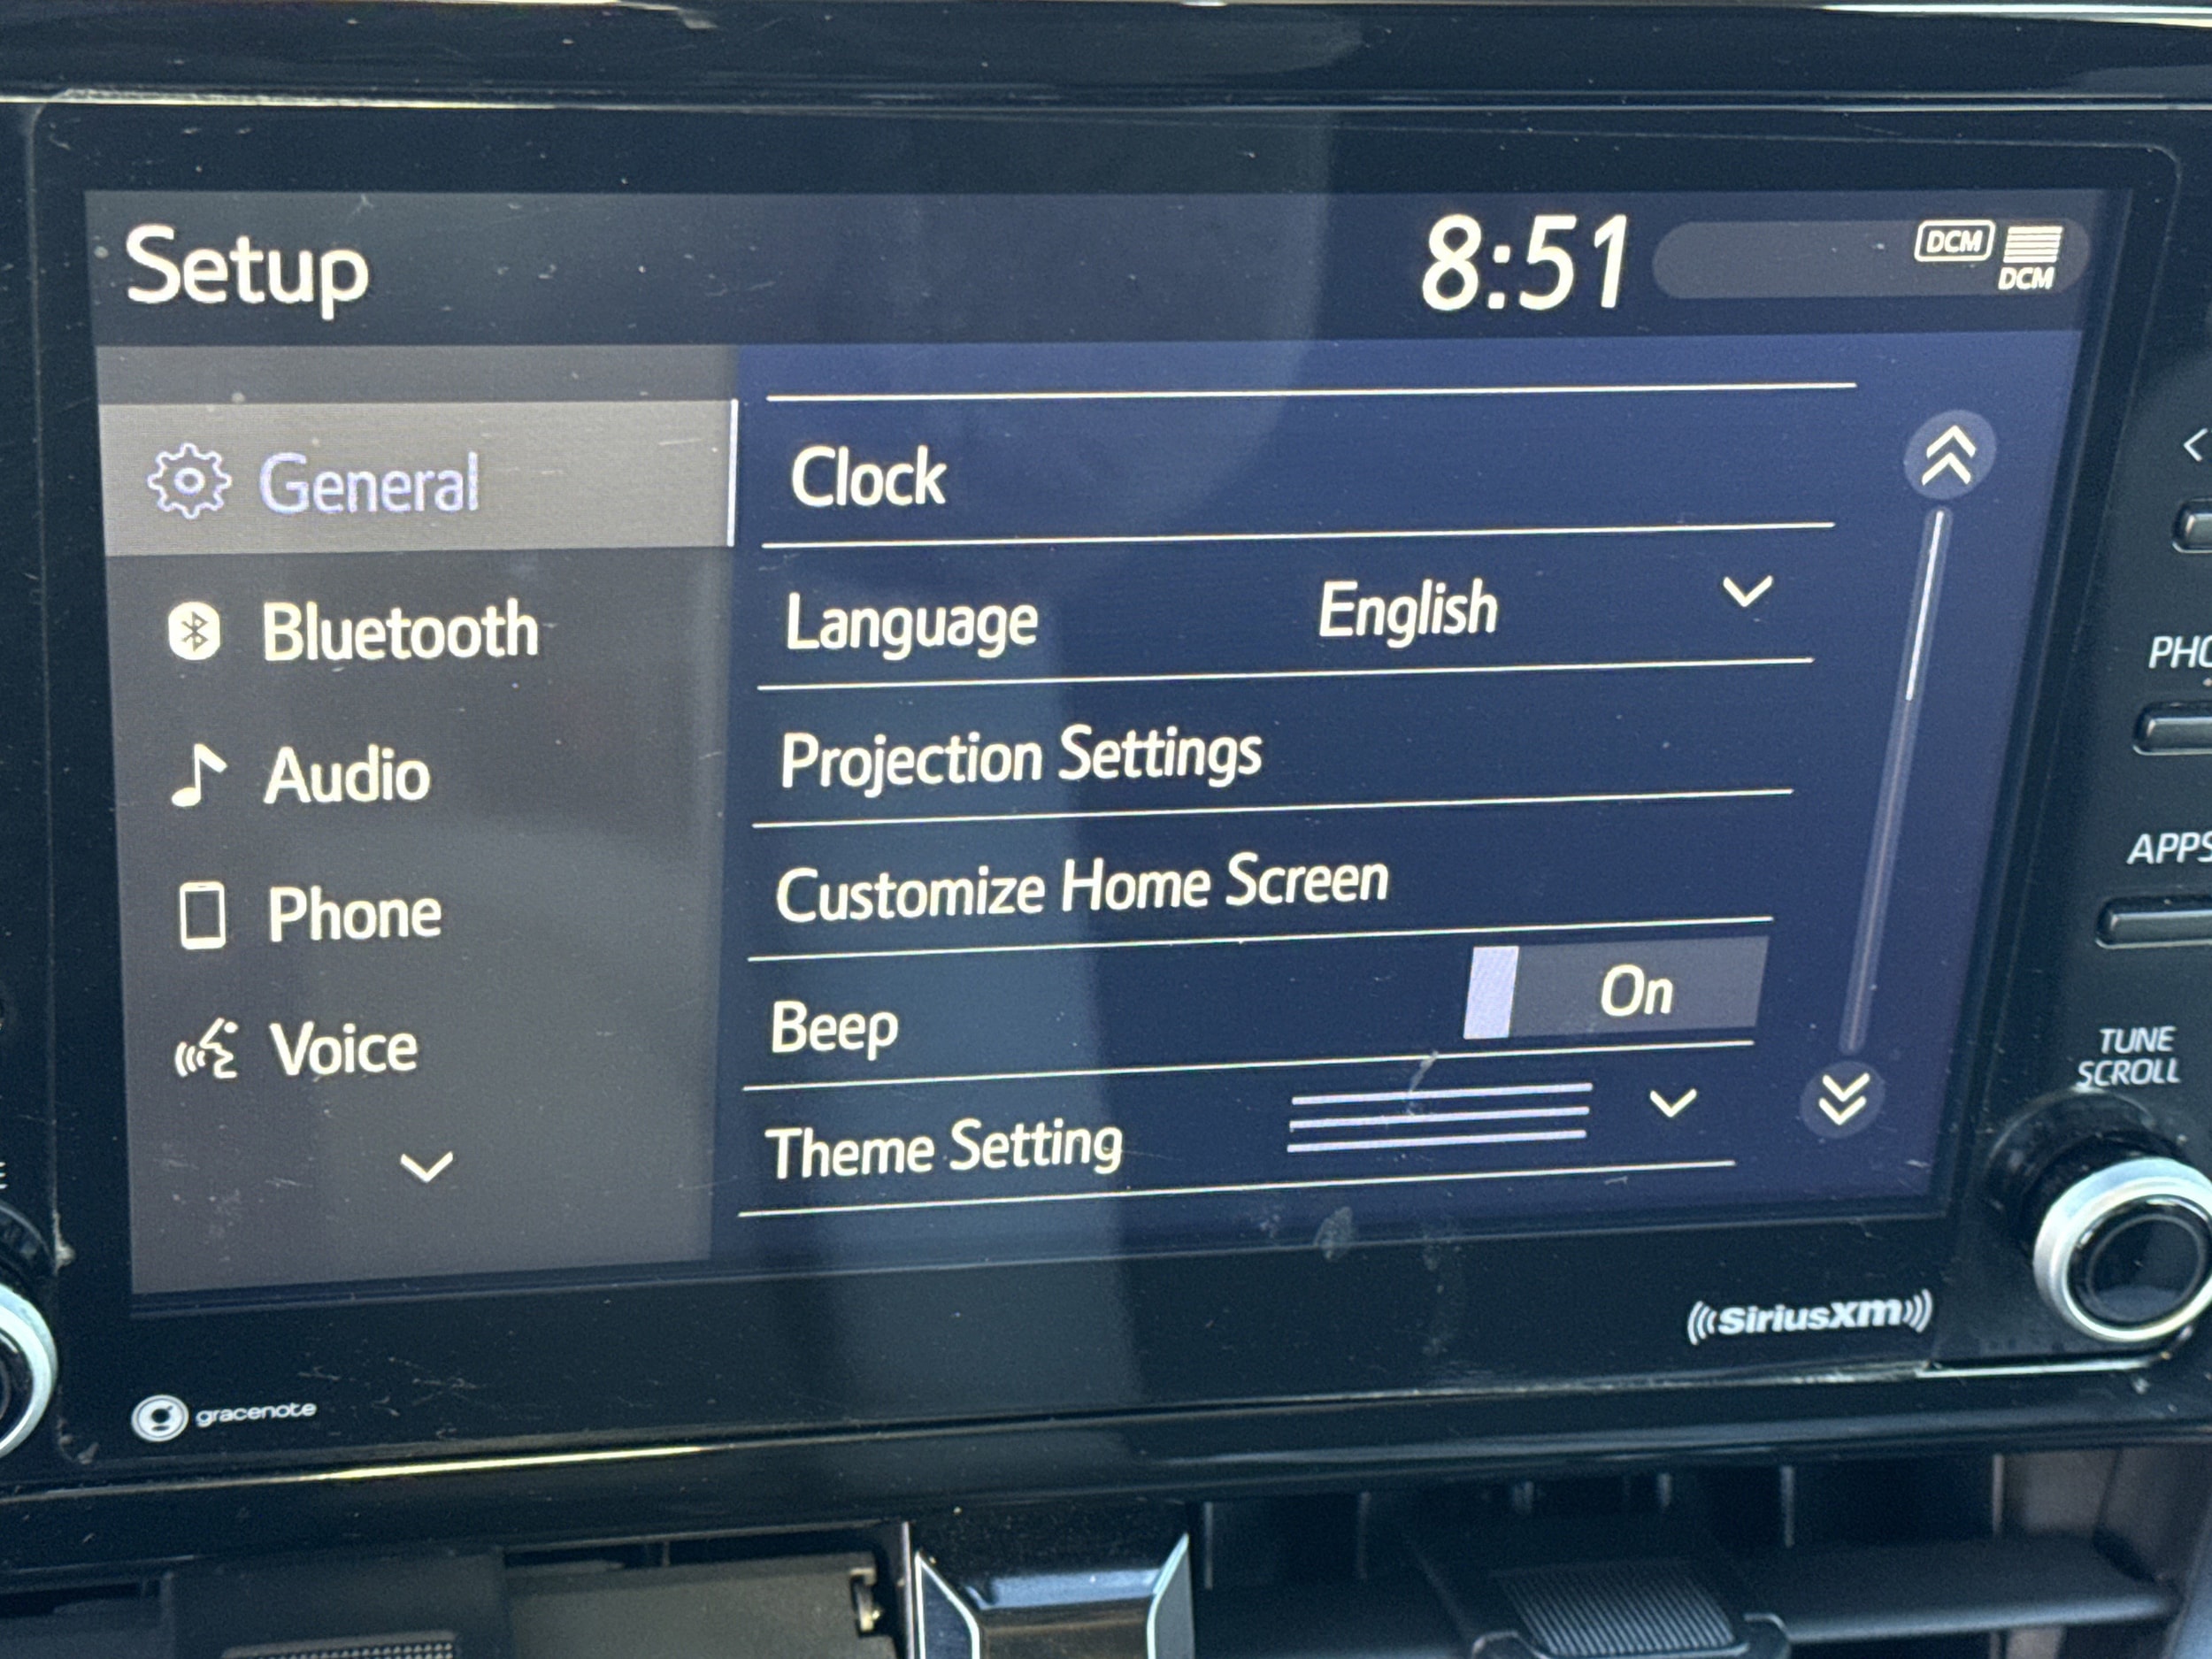 Setup
8:51
DCM
DCM
General
Bluetooth
Audio
Phone
Voice
Clock
Language English
Projection Settings
Customize Home Screen
Beep On
Theme Setting
APPS
TUNE
SCROLL
((SiriusXm))
gracenote